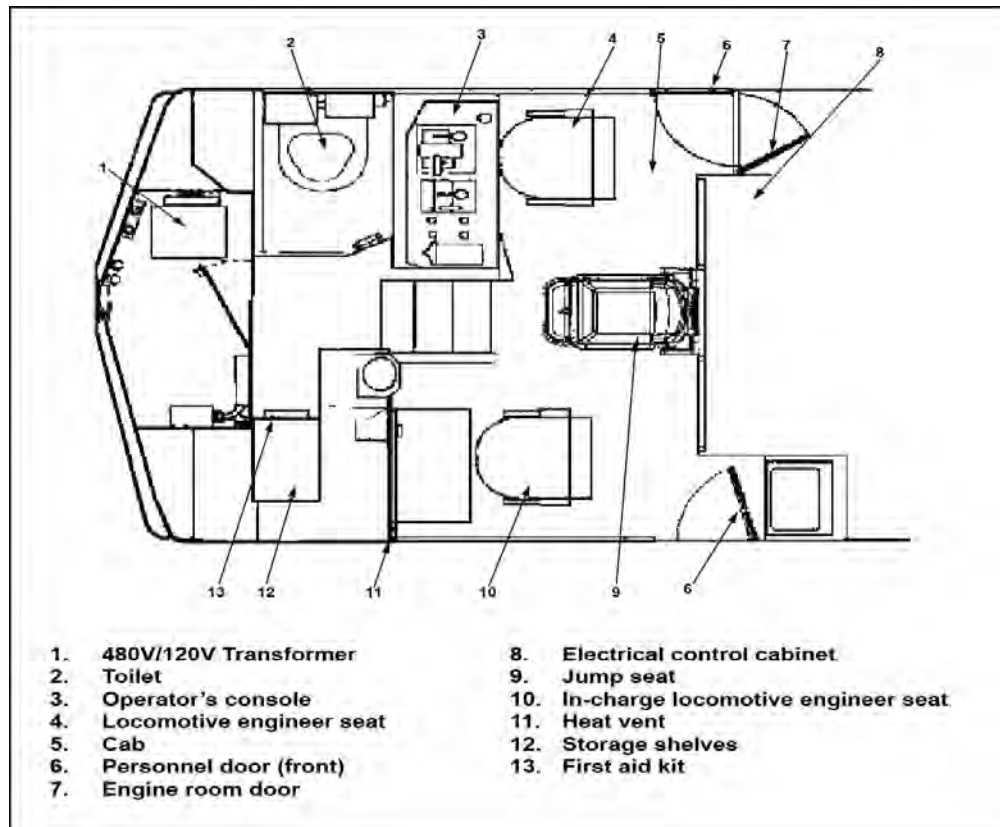 2 3 4 5 6 7 8
1
13 12 11 10 9 6
1. 480V/120V Transformer
2. Toilet
3. Operator's console
4. Locomotive engineer seat
5. Cab
6. Personnel door (front)
7. Engine room door
8. Electrical control cabinet
9. Jump seat
10. In-charge locomotive engineer seat
11. Heat vent
12. Storage shelves
13. First aid kit